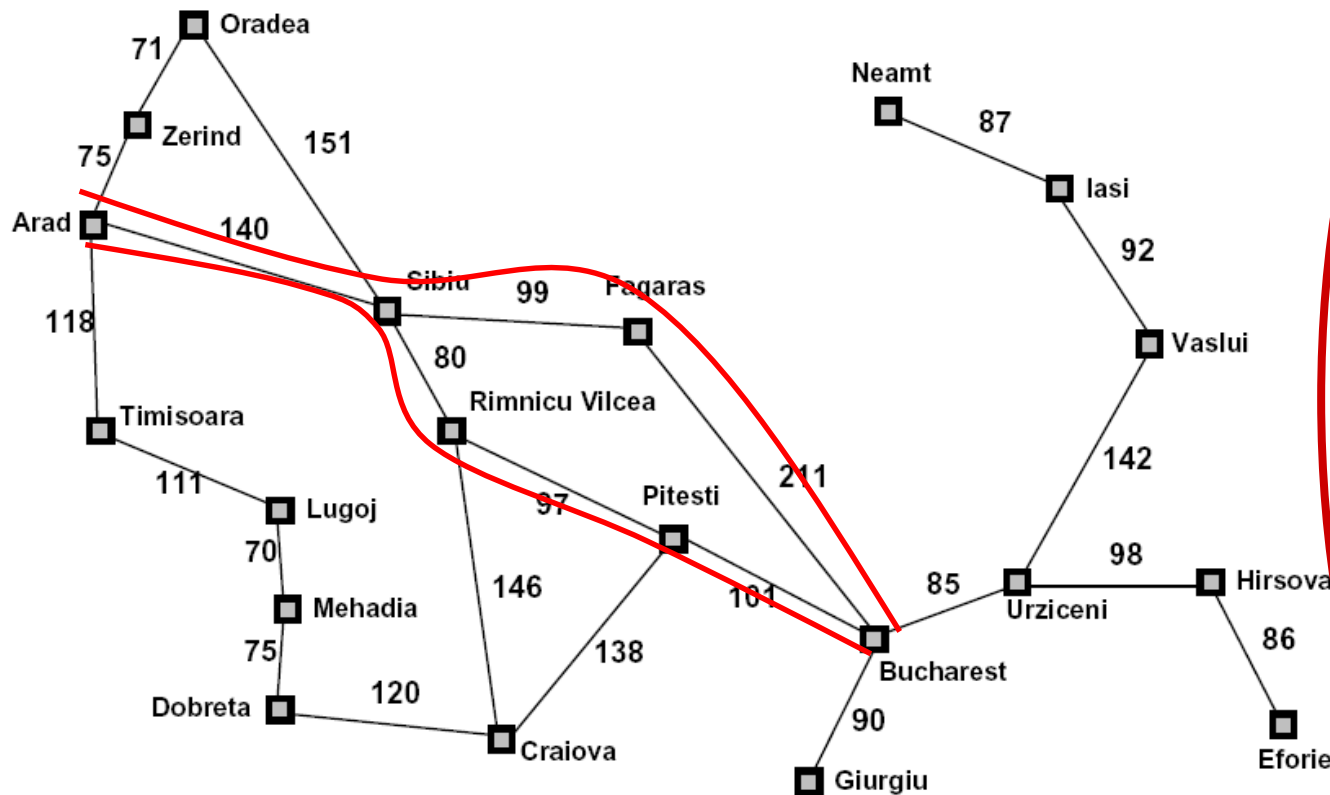 Oradea
71
Neamt
87
Zerind
151
75
Iasi
Arad
140
92
Sibiu
99
Fagaras
118
80
Vaslui
Rimnicu Vilcea
Timisoara
142
211
111
Pitesti
97
Lugoj
70
98
146
85
Hirsova
101
Mehadia
Urziceni
75
138
86
Bucharest
120
Dobreta
90
Craiova
Eforie
Giurgiu